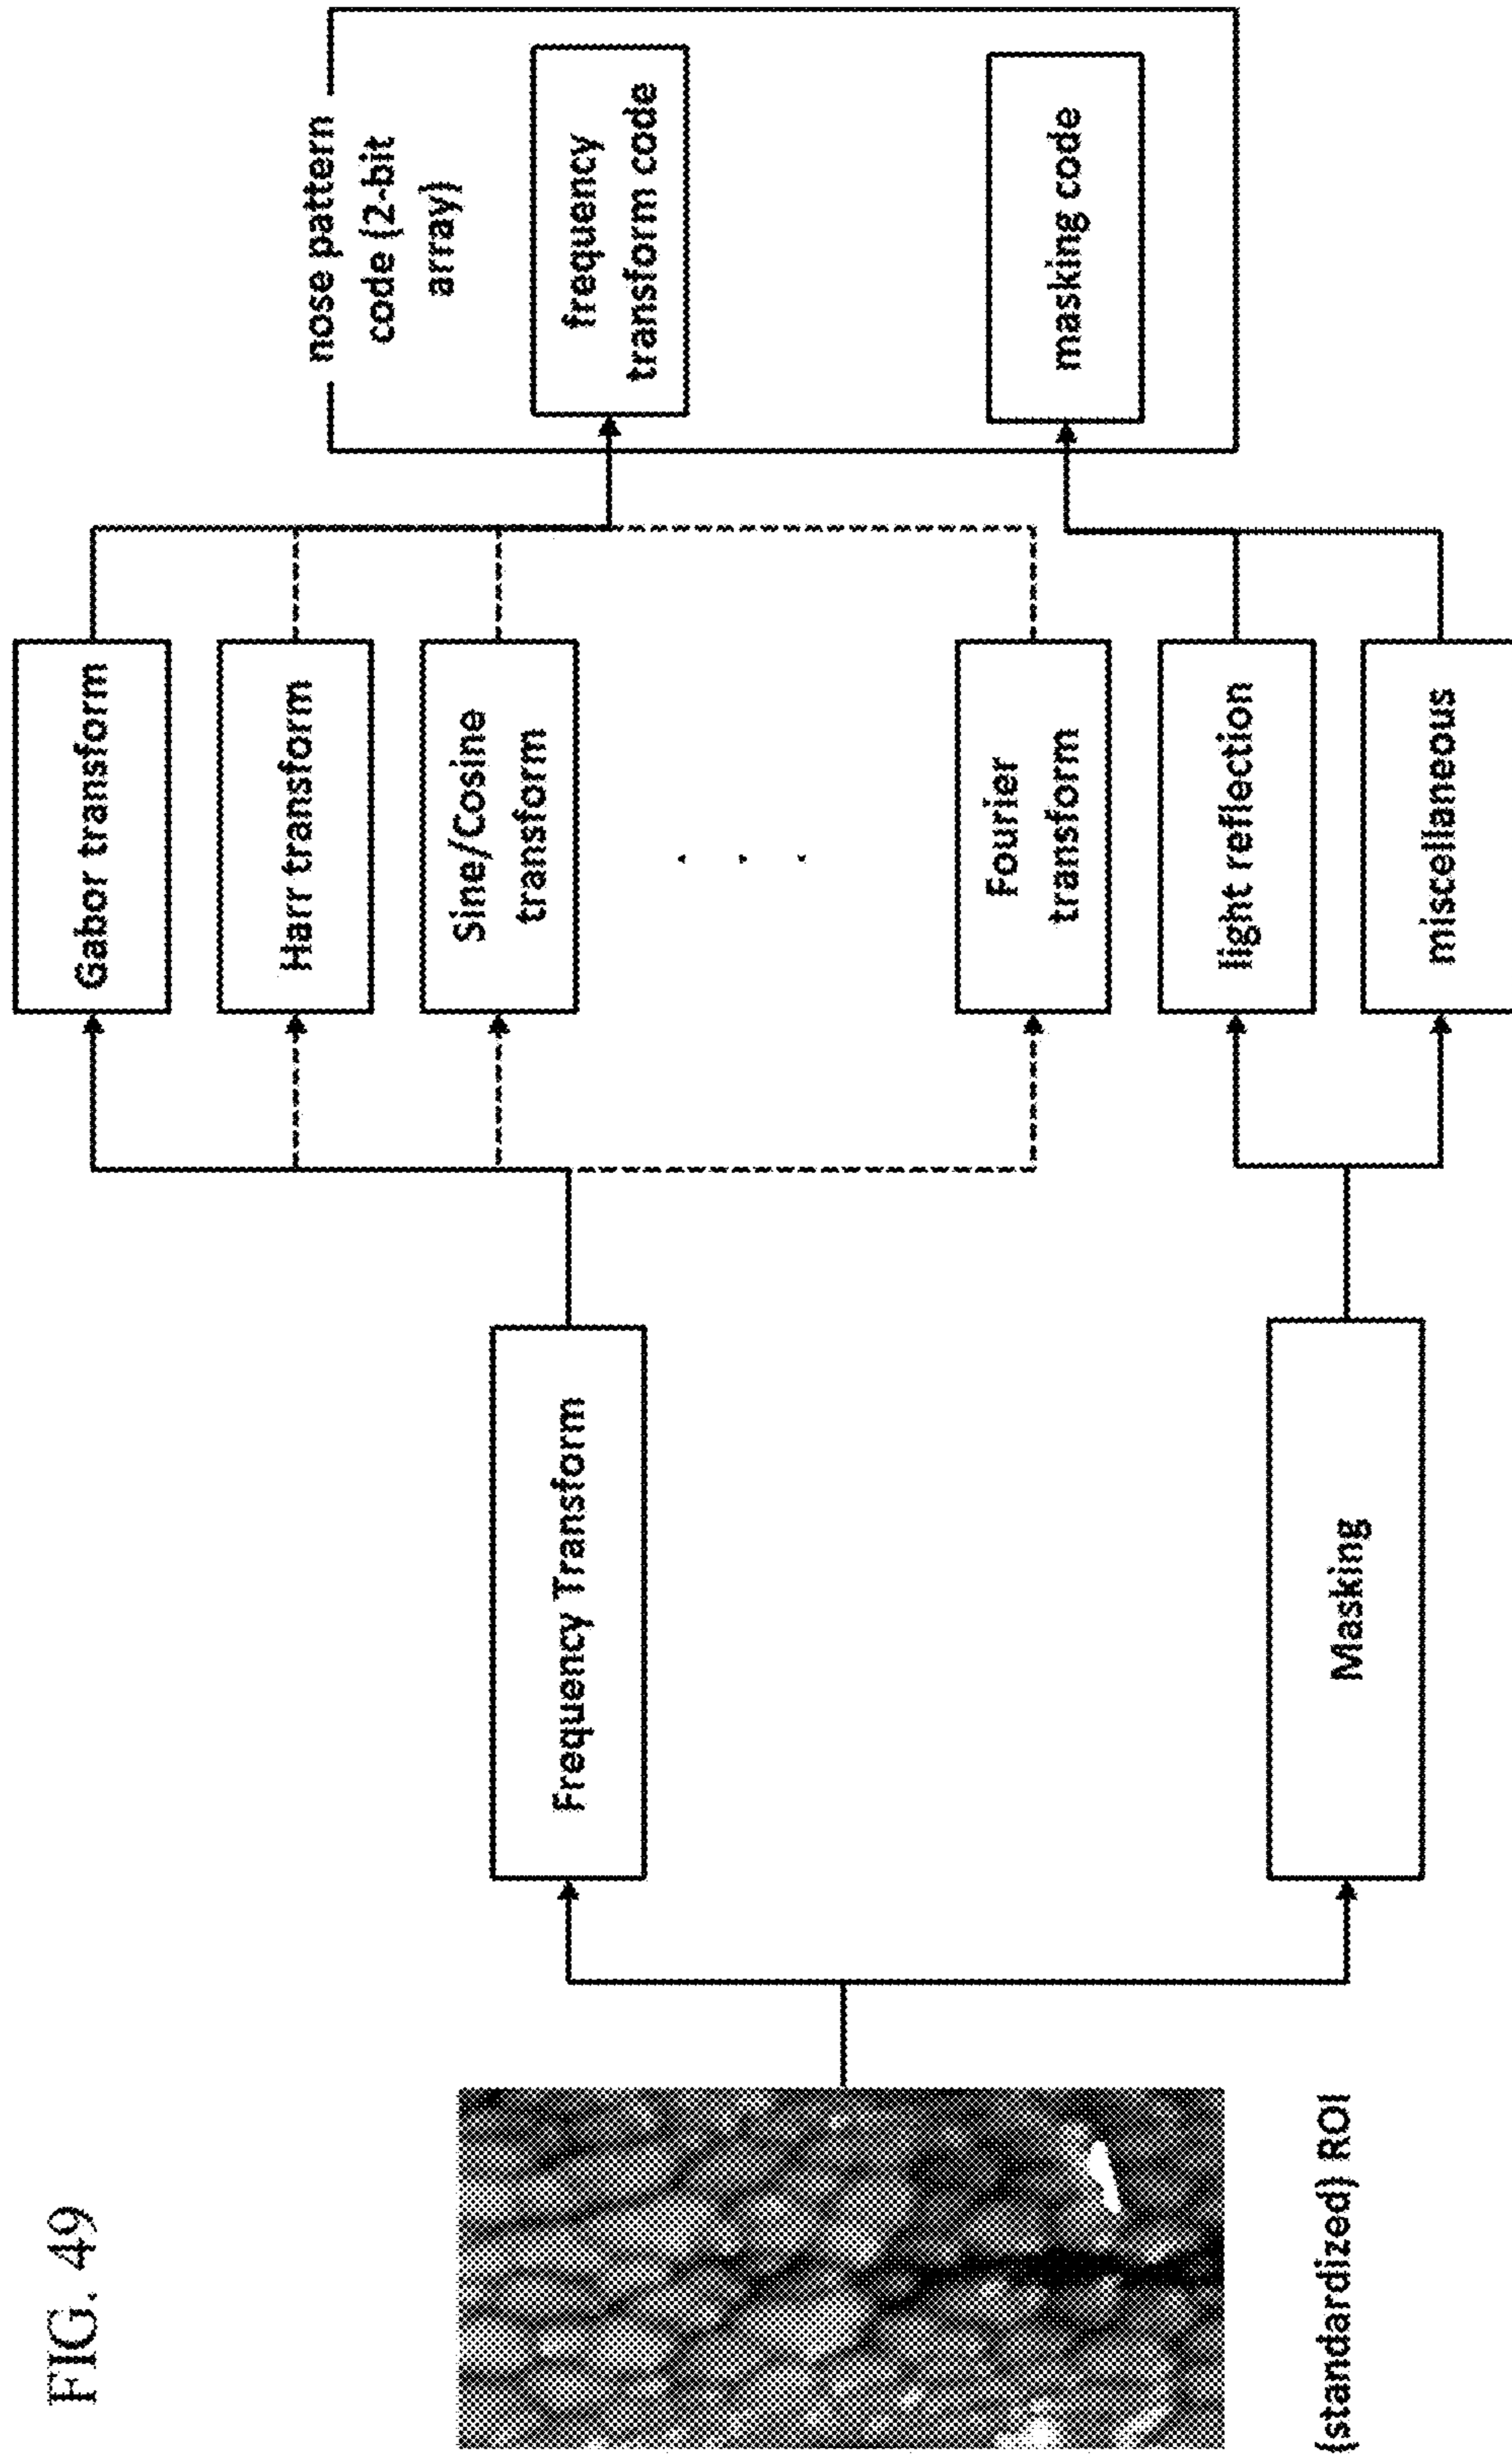 FIG. 49
(standardized) ROI
Frequency Transform
Masking
Gabor transform
Harr transform
Sine/Cosine
transform
. . .
Fourier
transform
light reflection
miscellaneous
nose pattern
code (2-bit
array)
frequency
transform code
masking code